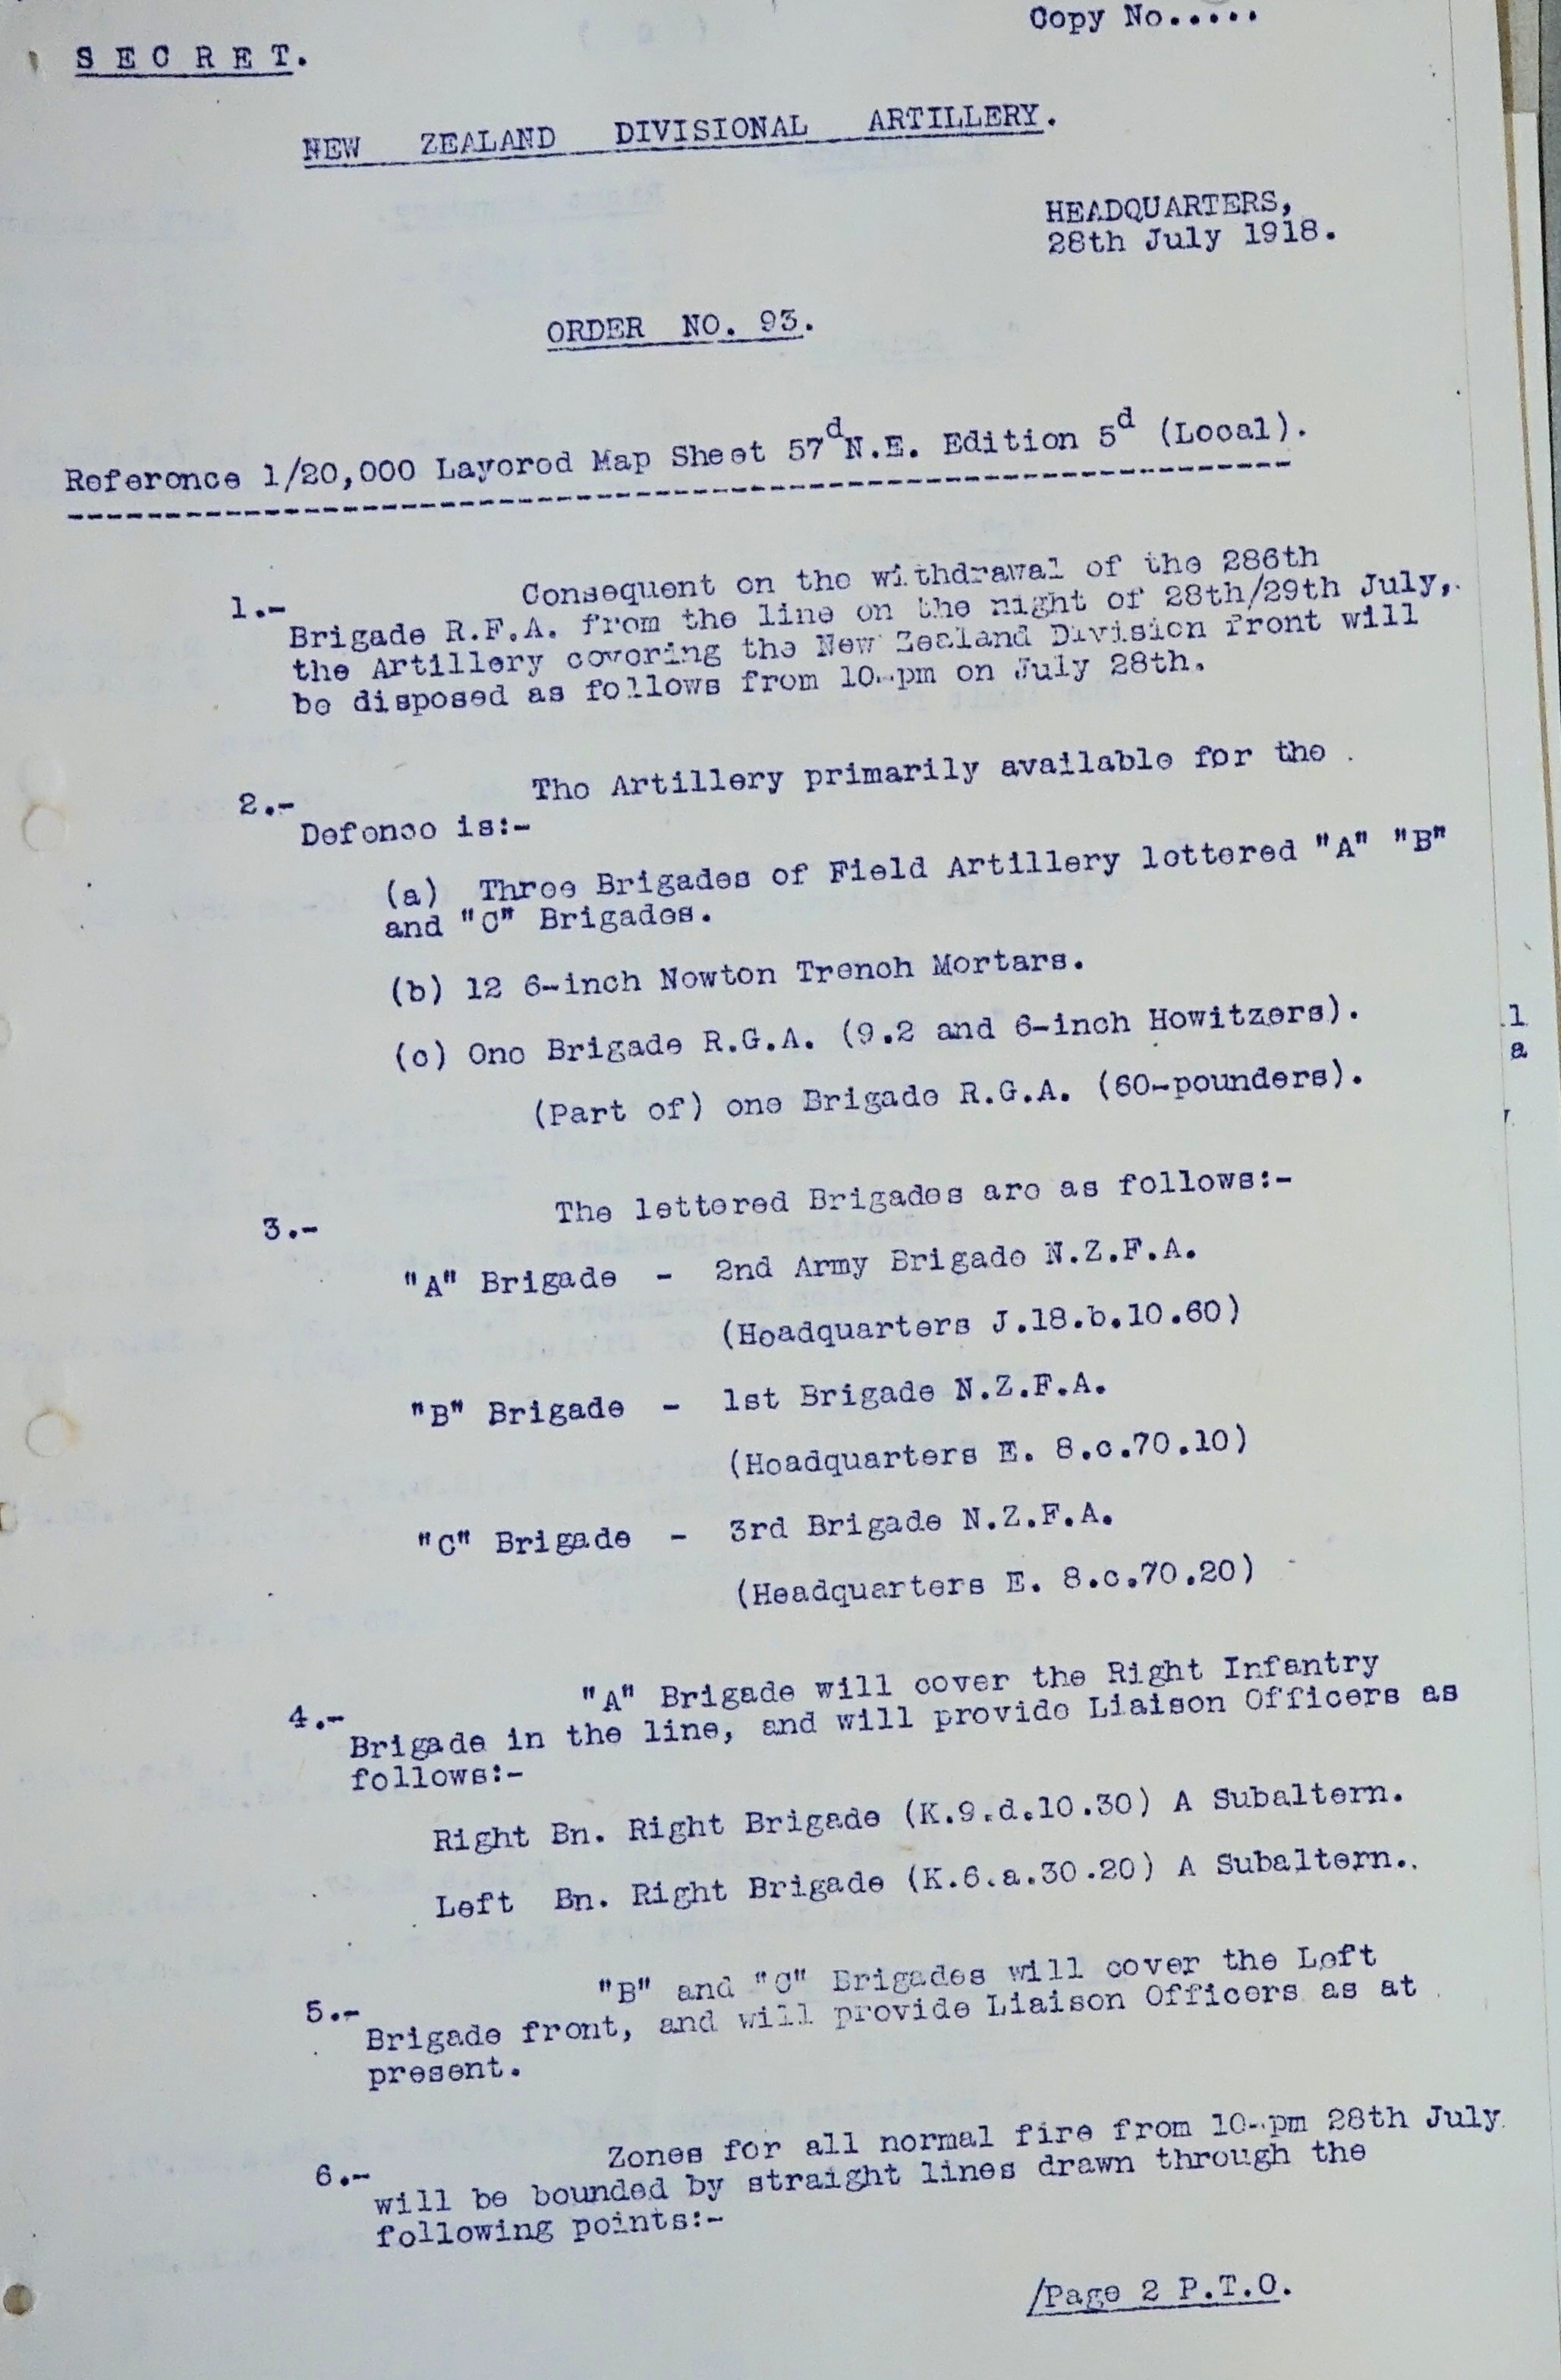 Copy No.....
S E C R E T.
NEW ZEALAND DIVISIONAL ARTILLERY.
HEADQUARTERS,
28th July 1918.
ORDER NO. 93.
Reference 1/20,000 Layered Map Sheet 57d N.E. Edition 5d (Local).
1.- Consequent on the withdrawal of the 286th
Brigade R.F.A. from the line on the night of 28th/29th July,
the Artillery covering the New Zealand Division front will
be disposed as follows from 10-pm on July 28th.
2.- The Artillery primarily available for the
Defence is:-
(a) Three Brigades of Field Artillery lettered "A" "B"
and "C" Brigades.
(b) 12 6-inch Newton Trench Mortars.
(c) One Brigade R.G.A. (9.2 and 6-inch Howitzers).
(Part of) one Brigade R.G.A. (60-pounders).
3.- The lettered Brigades are as follows:-
"A" Brigade - 2nd Army Brigade N.Z.F.A.
(Headquarters J.18.b.10.60)
"B" Brigade - 1st Brigade N.Z.F.A.
(Headquarters E. 8.c.70.10)
"C" Brigade - 3rd Brigade N.Z.F.A.
(Headquarters E. 8.c.70.20)
4.- "A" Brigade will cover the Right Infantry
Brigade in the line, and will provide Liaison Officers as
follows:-
Right Bn. Right Brigade (K.9.d.10.30) A Subaltern.
Left Bn. Right Brigade (K.6.a.30.20) A Subaltern.
5.- "B" and "C" Brigades will cover the Left
Brigade front, and will provide Liaison Officers as at
present.
6.- Zones for all normal fire from 10-pm 28th July
will be bounded by straight lines drawn through the
following points:-
/Page 2 P.T.O.